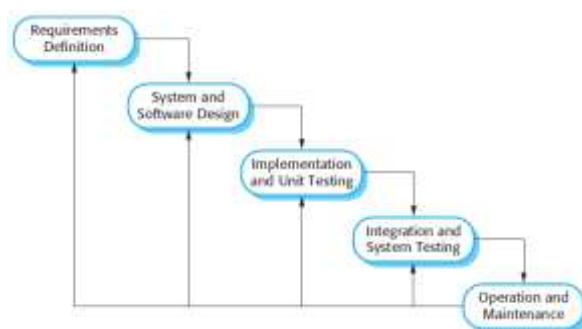 Requirements
Definition
System and
Software Design
Implementation
and Unit Testing
Integration and
System Testing
Operation and
Maintenance